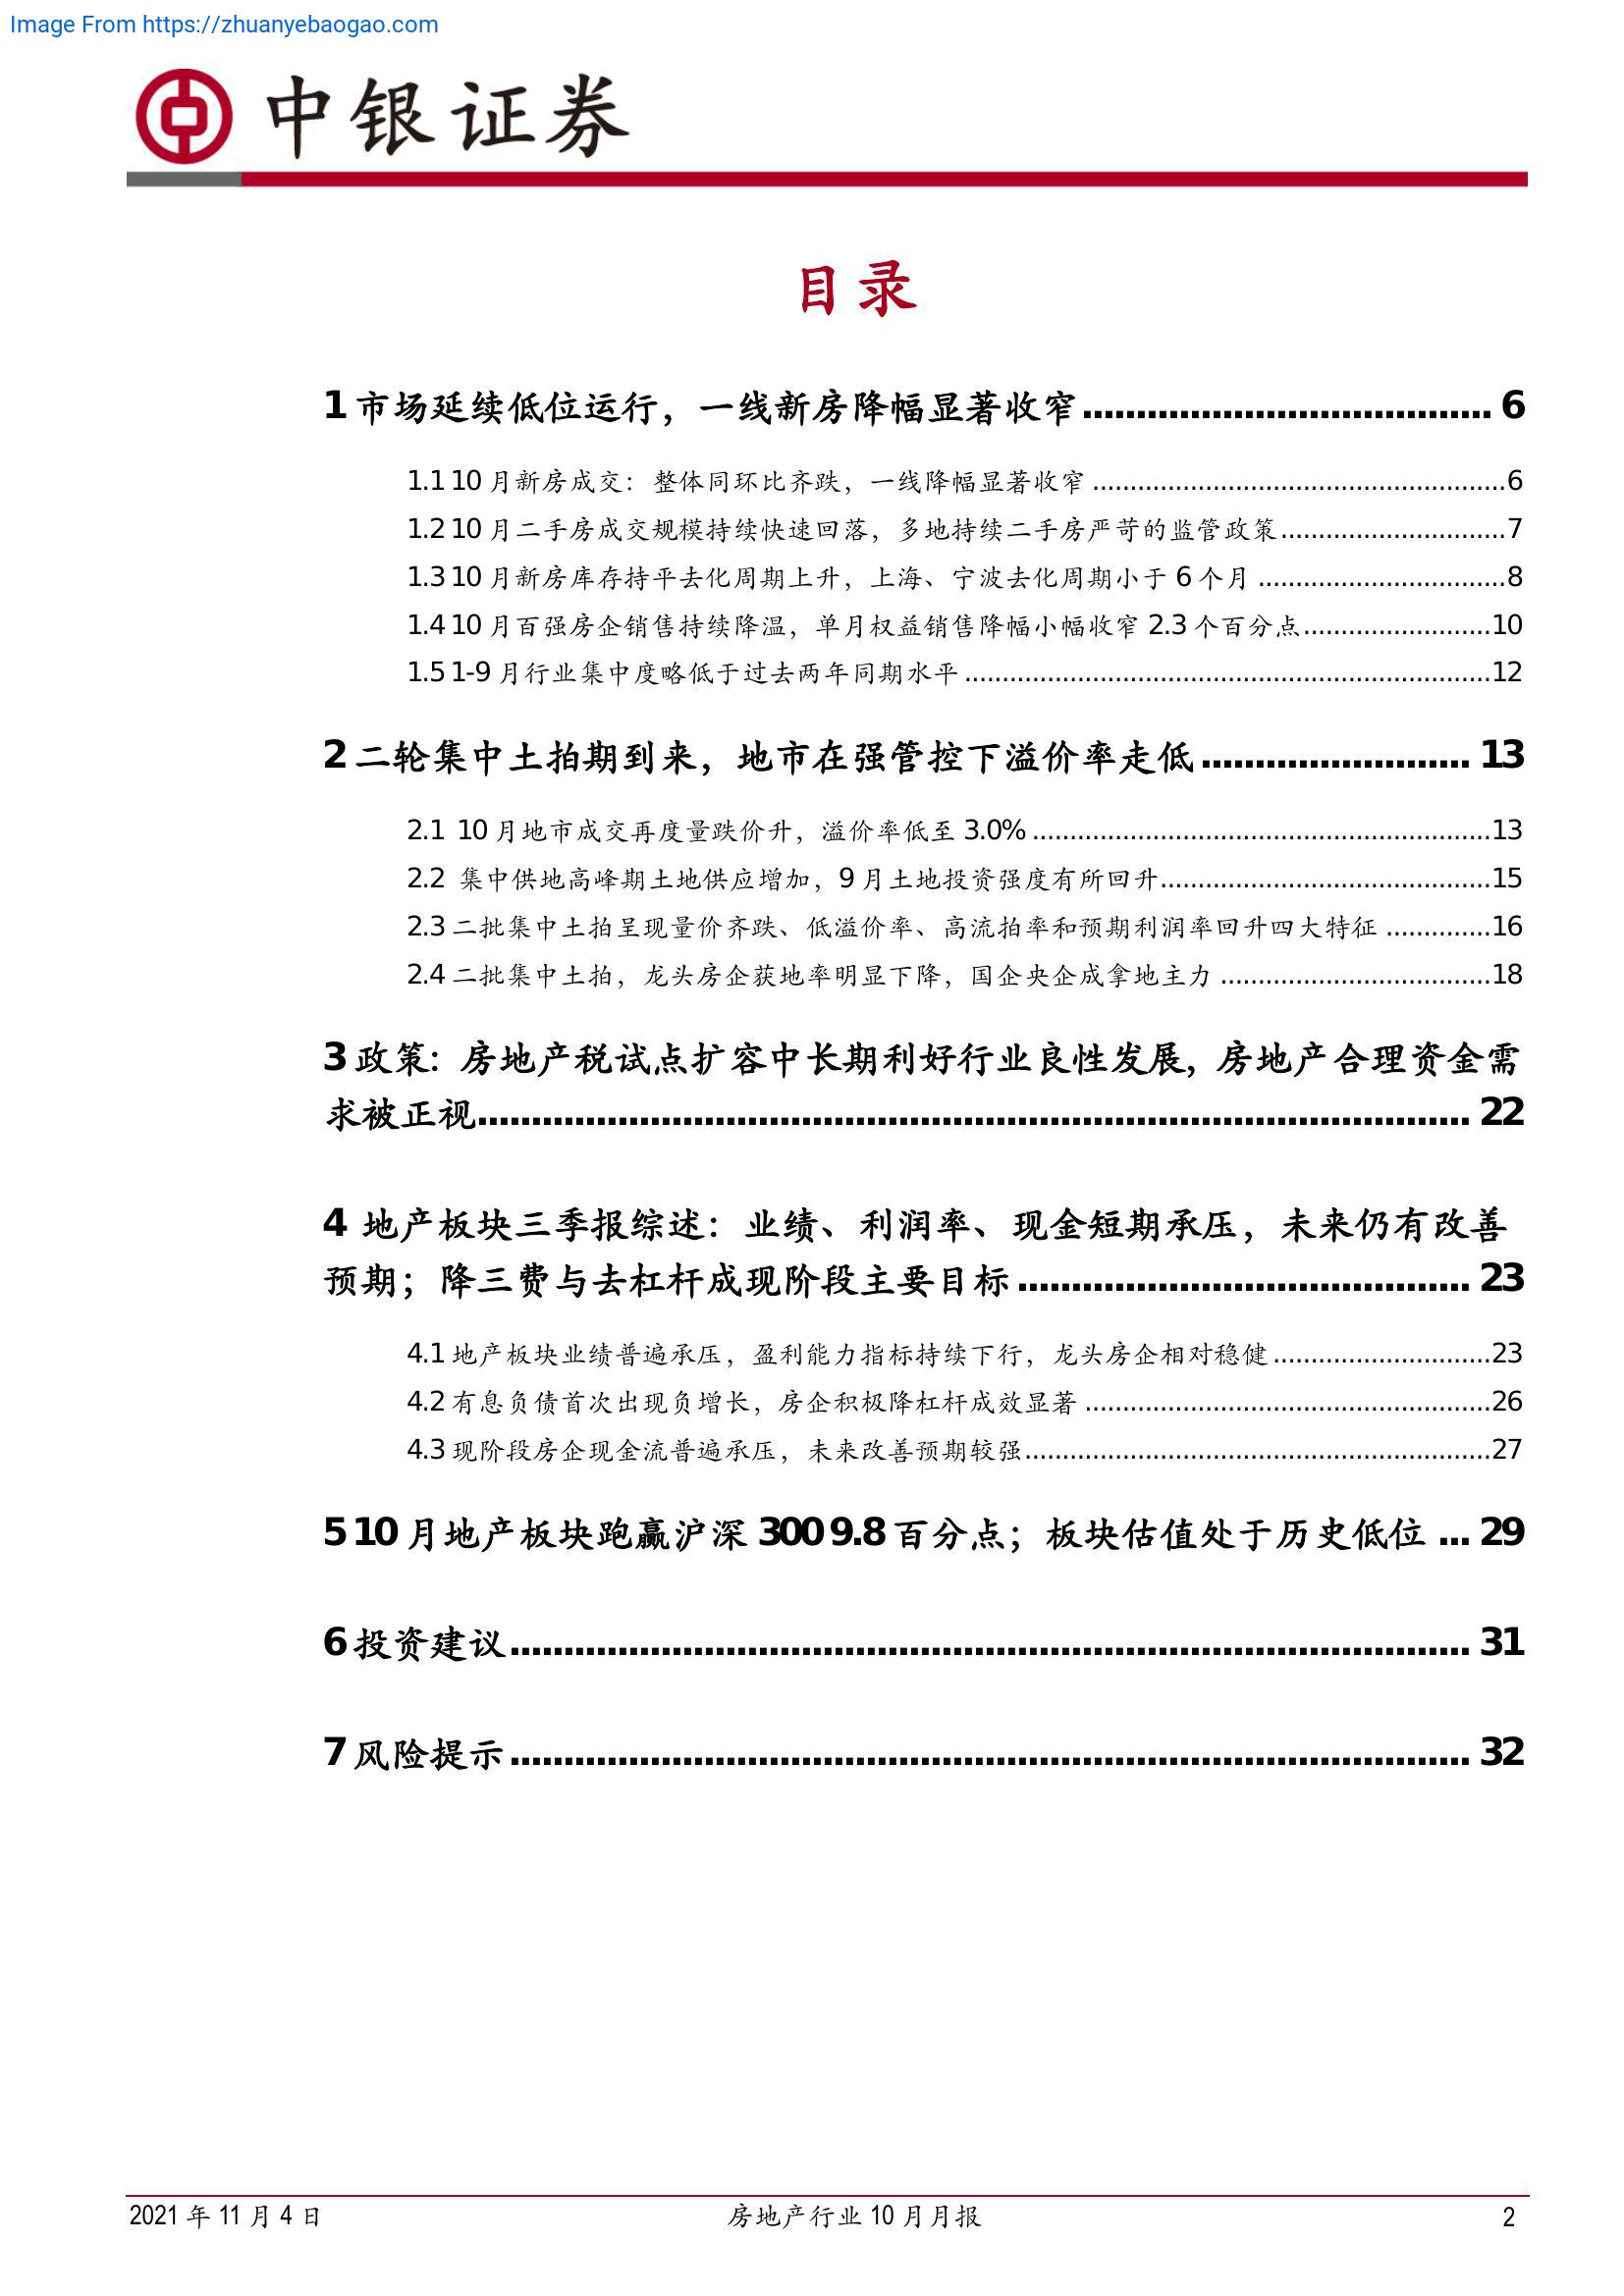 Image From https://zhuanyebaogao.com
中银证券
目录
1 市场延续低位运行，一线新房降幅显著收窄...................................... 6
1.1 10 月新房成交：整体同环比齐跌，一线降幅显著收窄.......................................................6
1.2 10 月二手房成交规模持续快速回落，多地持续二手房严苛的监管政策..............................7
1.3 10 月新房库存持平去化周期上升，上海、宁波去化周期小于 6 个月.................................8
1.4 10 月百强房企销售持续降温，单月权益销售降幅小幅收窄 2.3 个百分点.........................10
1.5 1-9 月行业集中度略低于过去两年同期水平......................................................................12
2 二轮集中土拍期到来，地市在强管控下溢价率走低......................... 13
2.1 10 月地市成交再度量跌价升，溢价率低至 3.0%.............................................................13
2.2 集中供地高峰期土地供应增加，9 月土地投资强度有所回升............................................15
2.3 二批集中土拍呈现量价齐跌、低溢价率、高流拍率和预期利润率回升四大特征..............16
2.4 二批集中土拍，龙头房企获地率明显下降，国企央企成拿地主力....................................18
3 政策：房地产税试点扩容中长期利好行业良性发展，房地产合理资金需
求被正视............................................................................................ 22
4 地产板块三季报综述：业绩、利润率、现金短期承压，未来仍有改善
预期；降三费与去杠杆成现阶段主要目标.......................................... 23
4.1 地产板块业绩普遍承压，盈利能力指标持续下行，龙头房企相对稳健.............................23
4.2 有息负债首次出现负增长，房企积极降杠杆成效显著......................................................26
4.3 现阶段房企现金流普遍承压，未来改善预期较强..............................................................27
5 10 月地产板块跑赢沪深 300 9.8 百分点；板块估值处于历史低位 ... 29
6 投资建议......................................................................................... 31
7 风险提示......................................................................................... 32
2021 年 11 月 4 日 房地产行业 10 月月报 2